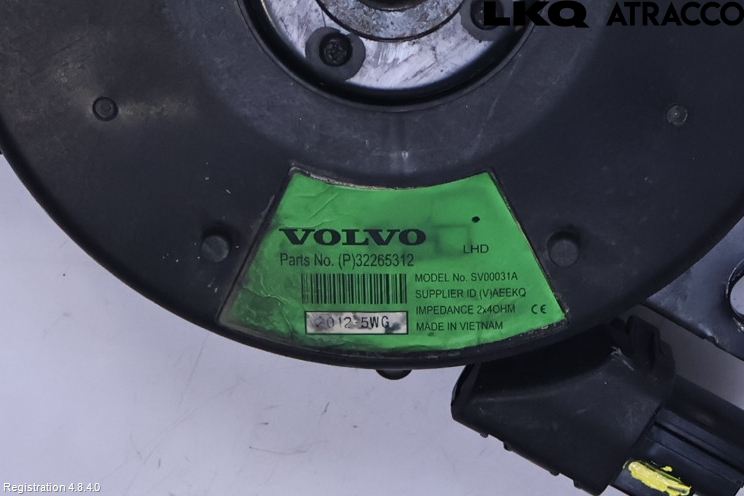 LKQ ATRACCO
VOLVO LHD
Parts No. (P)32265312
MODEL No. SV00031A
SUPPLIER ID (V)AEEKQ
IMPEDANCE 2x4OHM CE
2012-5WG MADE IN VIETNAM
Registration 4.8.4.0